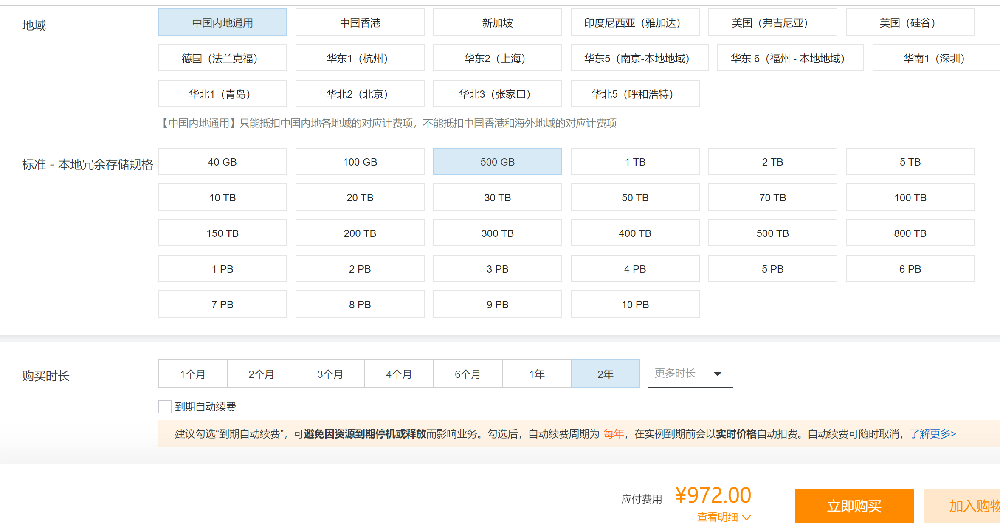 地域
中国内地通用 中国香港 新加坡 印度尼西亚（雅加达） 美国（弗吉尼亚） 美国（硅谷）
德国（法兰克福） 华东1（杭州） 华东2（上海） 华东5（南京-本地地域） 华东 6（福州 - 本地地域） 华南1（深圳）
华北1（青岛） 华北2（北京） 华北3（张家口） 华北5（呼和浩特）
【中国内地通用】只能抵扣中国内地各地域的对应计费项，不能抵扣中国香港和海外地域的对应计费项
标准 - 本地冗余存储规格
40 GB 100 GB 500 GB 1 TB 2 TB 5 TB
10 TB 20 TB 30 TB 50 TB 70 TB 100 TB
150 TB 200 TB 300 TB 400 TB 500 TB 800 TB
1 PB 2 PB 3 PB 4 PB 5 PB 6 PB
7 PB 8 PB 9 PB 10 PB
购买时长
1个月 2个月 3个月 4个月 6个月 1年 2年 更多时长
到期自动续费
建议勾选“到期自动续费”，可避免因资源到期停机或释放而影响业务。勾选后，自动续费周期为 每年，在实例到期前会以实时价格自动扣费。自动续费可随时取消，了解更多>
应付费用 ¥972.00
查看明细
立即购买
加入购物